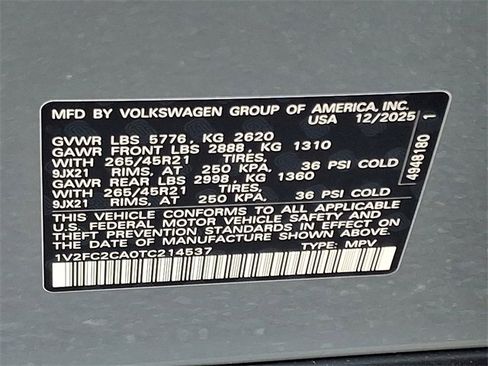 MFD BY VOLKSWAGEN GROUP OF AMERICA, INC.
USA 12/2025
GVWR LBS 5776, KG 2620
GAWR FRONT LBS 2888, KG 1310
WITH 265/45R21 TIRES,
9JX21 RIMS, AT 250 KPA, 36 PSI COLD
GAWR REAR LBS 2998, KG 1360
WITH 265/45R21 TIRES,
9JX21 RIMS, AT 250 KPA, 36 PSI COLD
THIS VEHICLE CONFORMS TO ALL APPLICABLE
U.S. FEDERAL MOTOR VEHICLE SAFETY AND
THEFT PREVENTION STANDARDS IN EFFECT ON
THE DATE OF MANUFACTURE SHOWN ABOVE.
1V2FC2CA0TC214537 TYPE: MPV
4948180 1